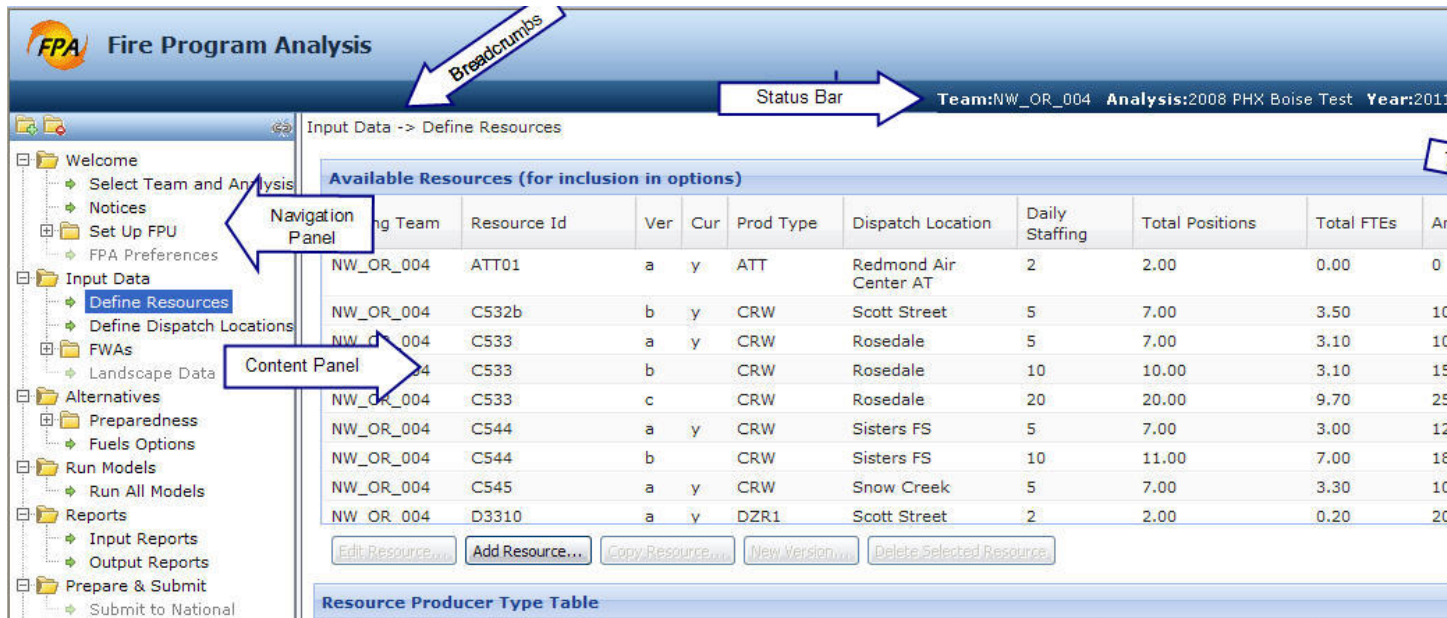 FPA Fire Program Analysis
Breadcrumbs
Status Bar
Team:NW_OR_004 Analysis:2008 PHX Boise Test Year:2011
Input Data -> Define Resources
Welcome
Select Team and Analysis
Notices
Set Up FPU
FPA Preferences
Input Data
Define Resources
Define Dispatch Locations
FWAs
Landscape Data
Alternatives
Preparedness
Fuels Options
Run Models
Run All Models
Reports
Input Reports
Output Reports
Prepare & Submit
Submit to National
Navigation
Panel
Content Panel
Available Resources (for inclusion in options)
Team Resource Id Ver Cur Prod Type Dispatch Location Daily Staffing Total Positions Total FTEs
NW_OR_004 ATT01 a y ATT Redmond Air Center AT 2 2.00 0.00 0
NW_OR_004 C532b b y CRW Scott Street 5 7.00 3.50
NW_OR_004 C533 a y CRW Rosedale 5 7.00 3.10
C533 b CRW Rosedale 10 10.00 3.10
NW_OR_004 C533 c CRW Rosedale 20 20.00 9.70
NW_OR_004 C544 a y CRW Sisters FS 5 7.00 3.00
NW_OR_004 C544 b CRW Sisters FS 10 11.00 7.00
NW_OR_004 C545 a y CRW Snow Creek 5 7.00 3.30
NW_OR_004 D3310 a y DZR1 Scott Street 2 2.00 0.20
Edit Resource... Add Resource... Copy Resource... New Version... Delete Selected Resource
Resource Producer Type Table